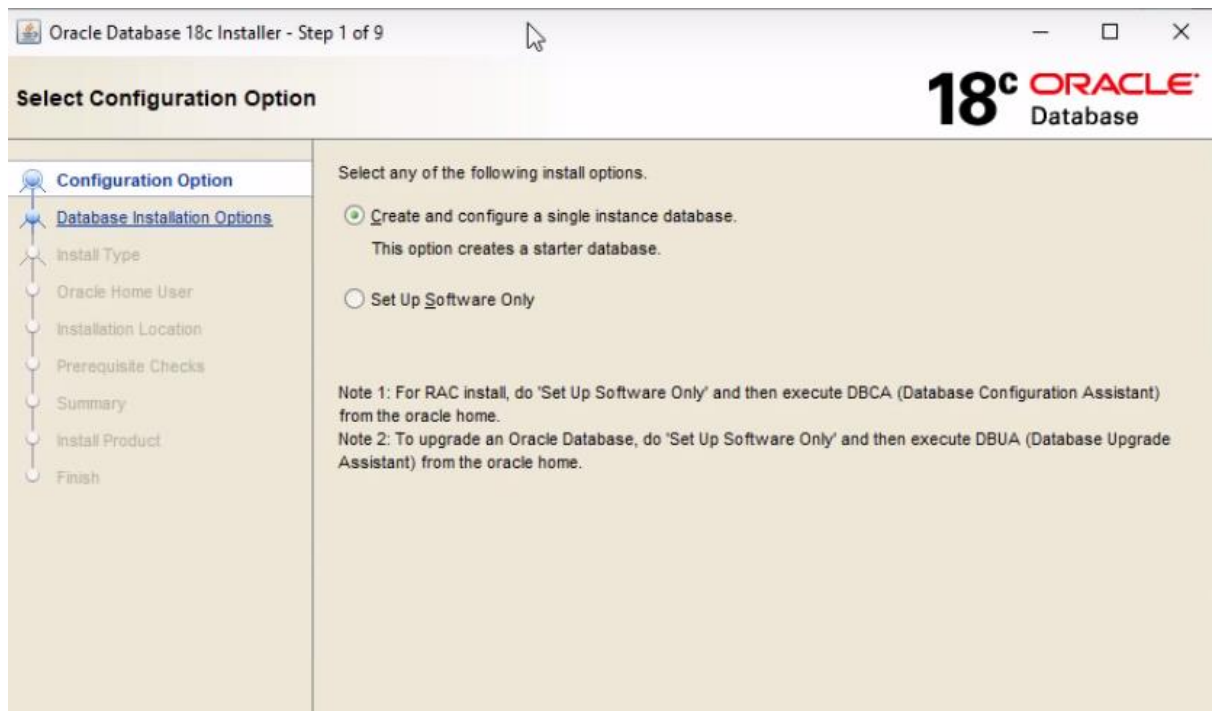 Oracle Database 18c Installer - Step 1 of 9
Select Configuration Option
18c ORACLE
Database
Configuration Option
Database Installation Options
Install Type
Oracle Home User
Installation Location
Prerequisite Checks
Summary
Install Product
Finish
Select any of the following install options.
Create and configure a single instance database.
This option creates a starter database.
Set Up Software Only
Note 1: For RAC install, do 'Set Up Software Only' and then execute DBCA (Database Configuration Assistant)
from the oracle home.
Note 2: To upgrade an Oracle Database, do 'Set Up Software Only' and then execute DBUA (Database Upgrade
Assistant) from the oracle home.